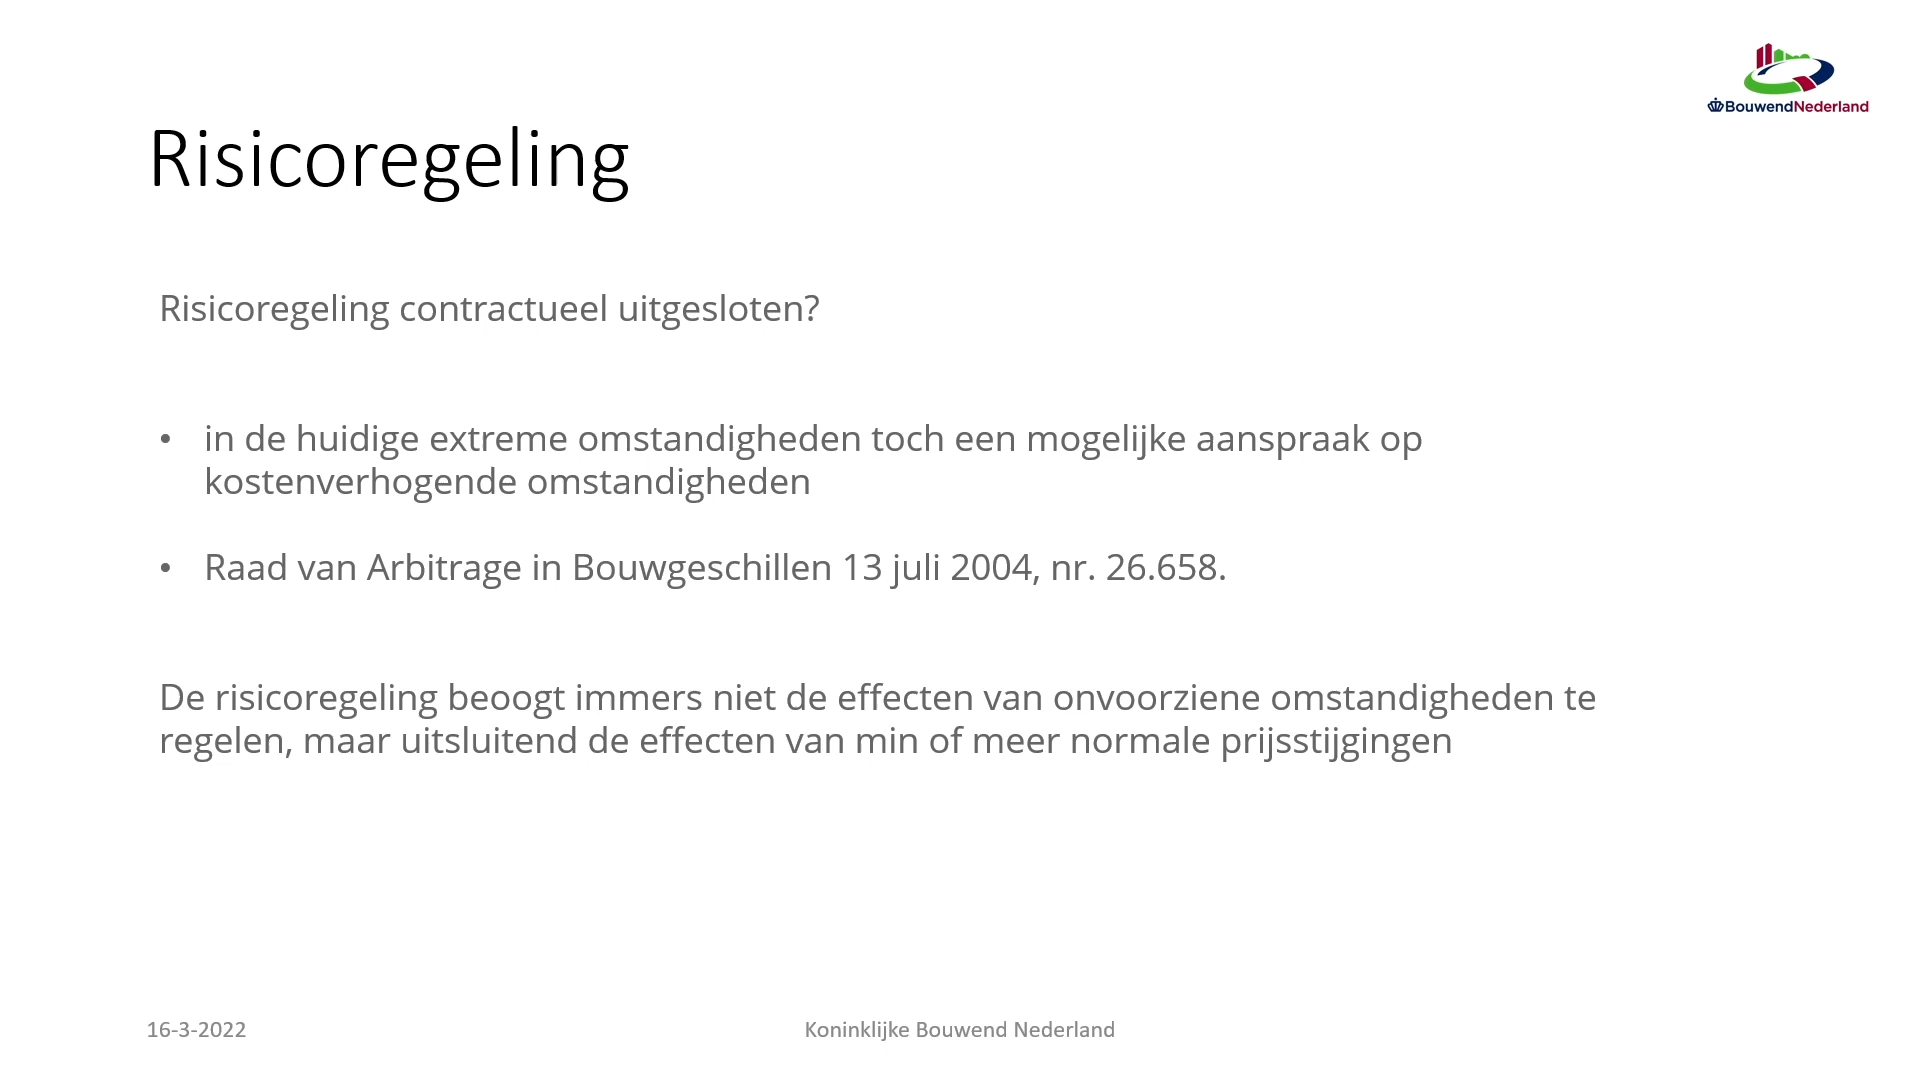 BouwendNederland
Risicoregeling
Risicoregeling contractueel uitgesloten?
• in de huidige extreme omstandigheden toch een mogelijke aanspraak op
kostenverhogende omstandigheden
• Raad van Arbitrage in Bouwgeschillen 13 juli 2004, nr. 26.658.
De risicoregeling beoogt immers niet de effecten van onvoorziene omstandigheden te
regelen, maar uitsluitend de effecten van min of meer normale prijsstijgingen
16-3-2022
Koninklijke Bouwend Nederland